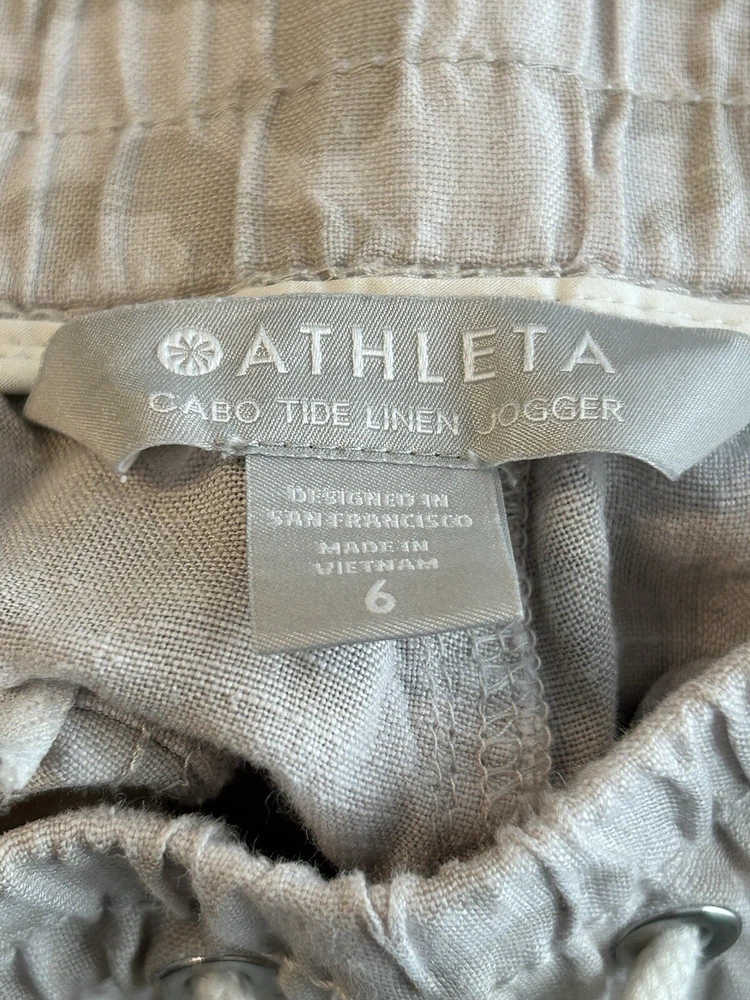 ATHLETA
CABO TIDE LINEN JOGGER
DESIGNED IN
SAN FRANCISCO
MADE IN
VIETNAM
6